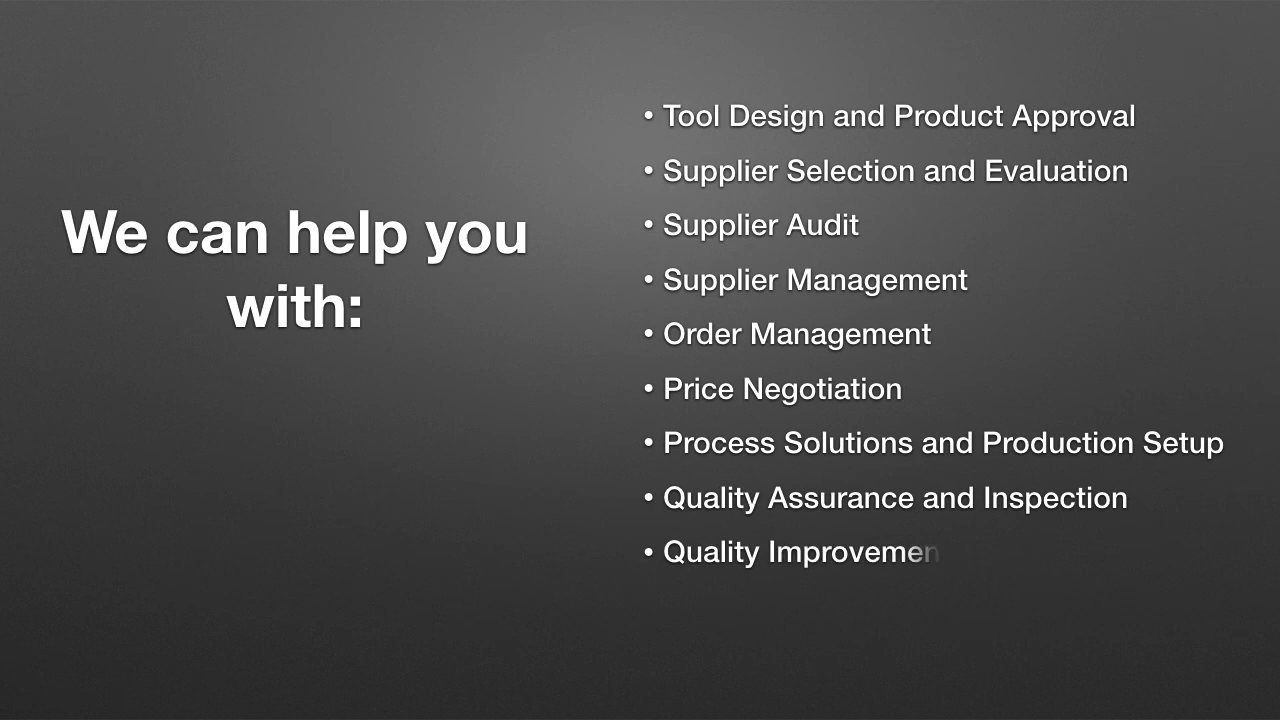 We can help you
with:
• Tool Design and Product Approval
• Supplier Selection and Evaluation
• Supplier Audit
• Supplier Management
• Order Management
• Price Negotiation
• Process Solutions and Production Setup
• Quality Assurance and Inspection
• Quality Improvemen